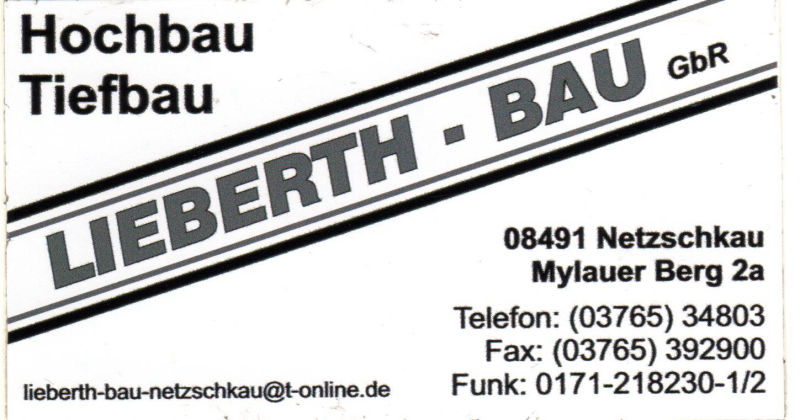 Hochbau
Tiefbau
LIEBERTH - BAU GbR
08491 Netzschkau
Mylauer Berg 2a
Telefon: (03765) 34803
Fax: (03765) 392900
Funk: 0171-218230-1/2
lieberth-bau-netzschkau@t-online.de